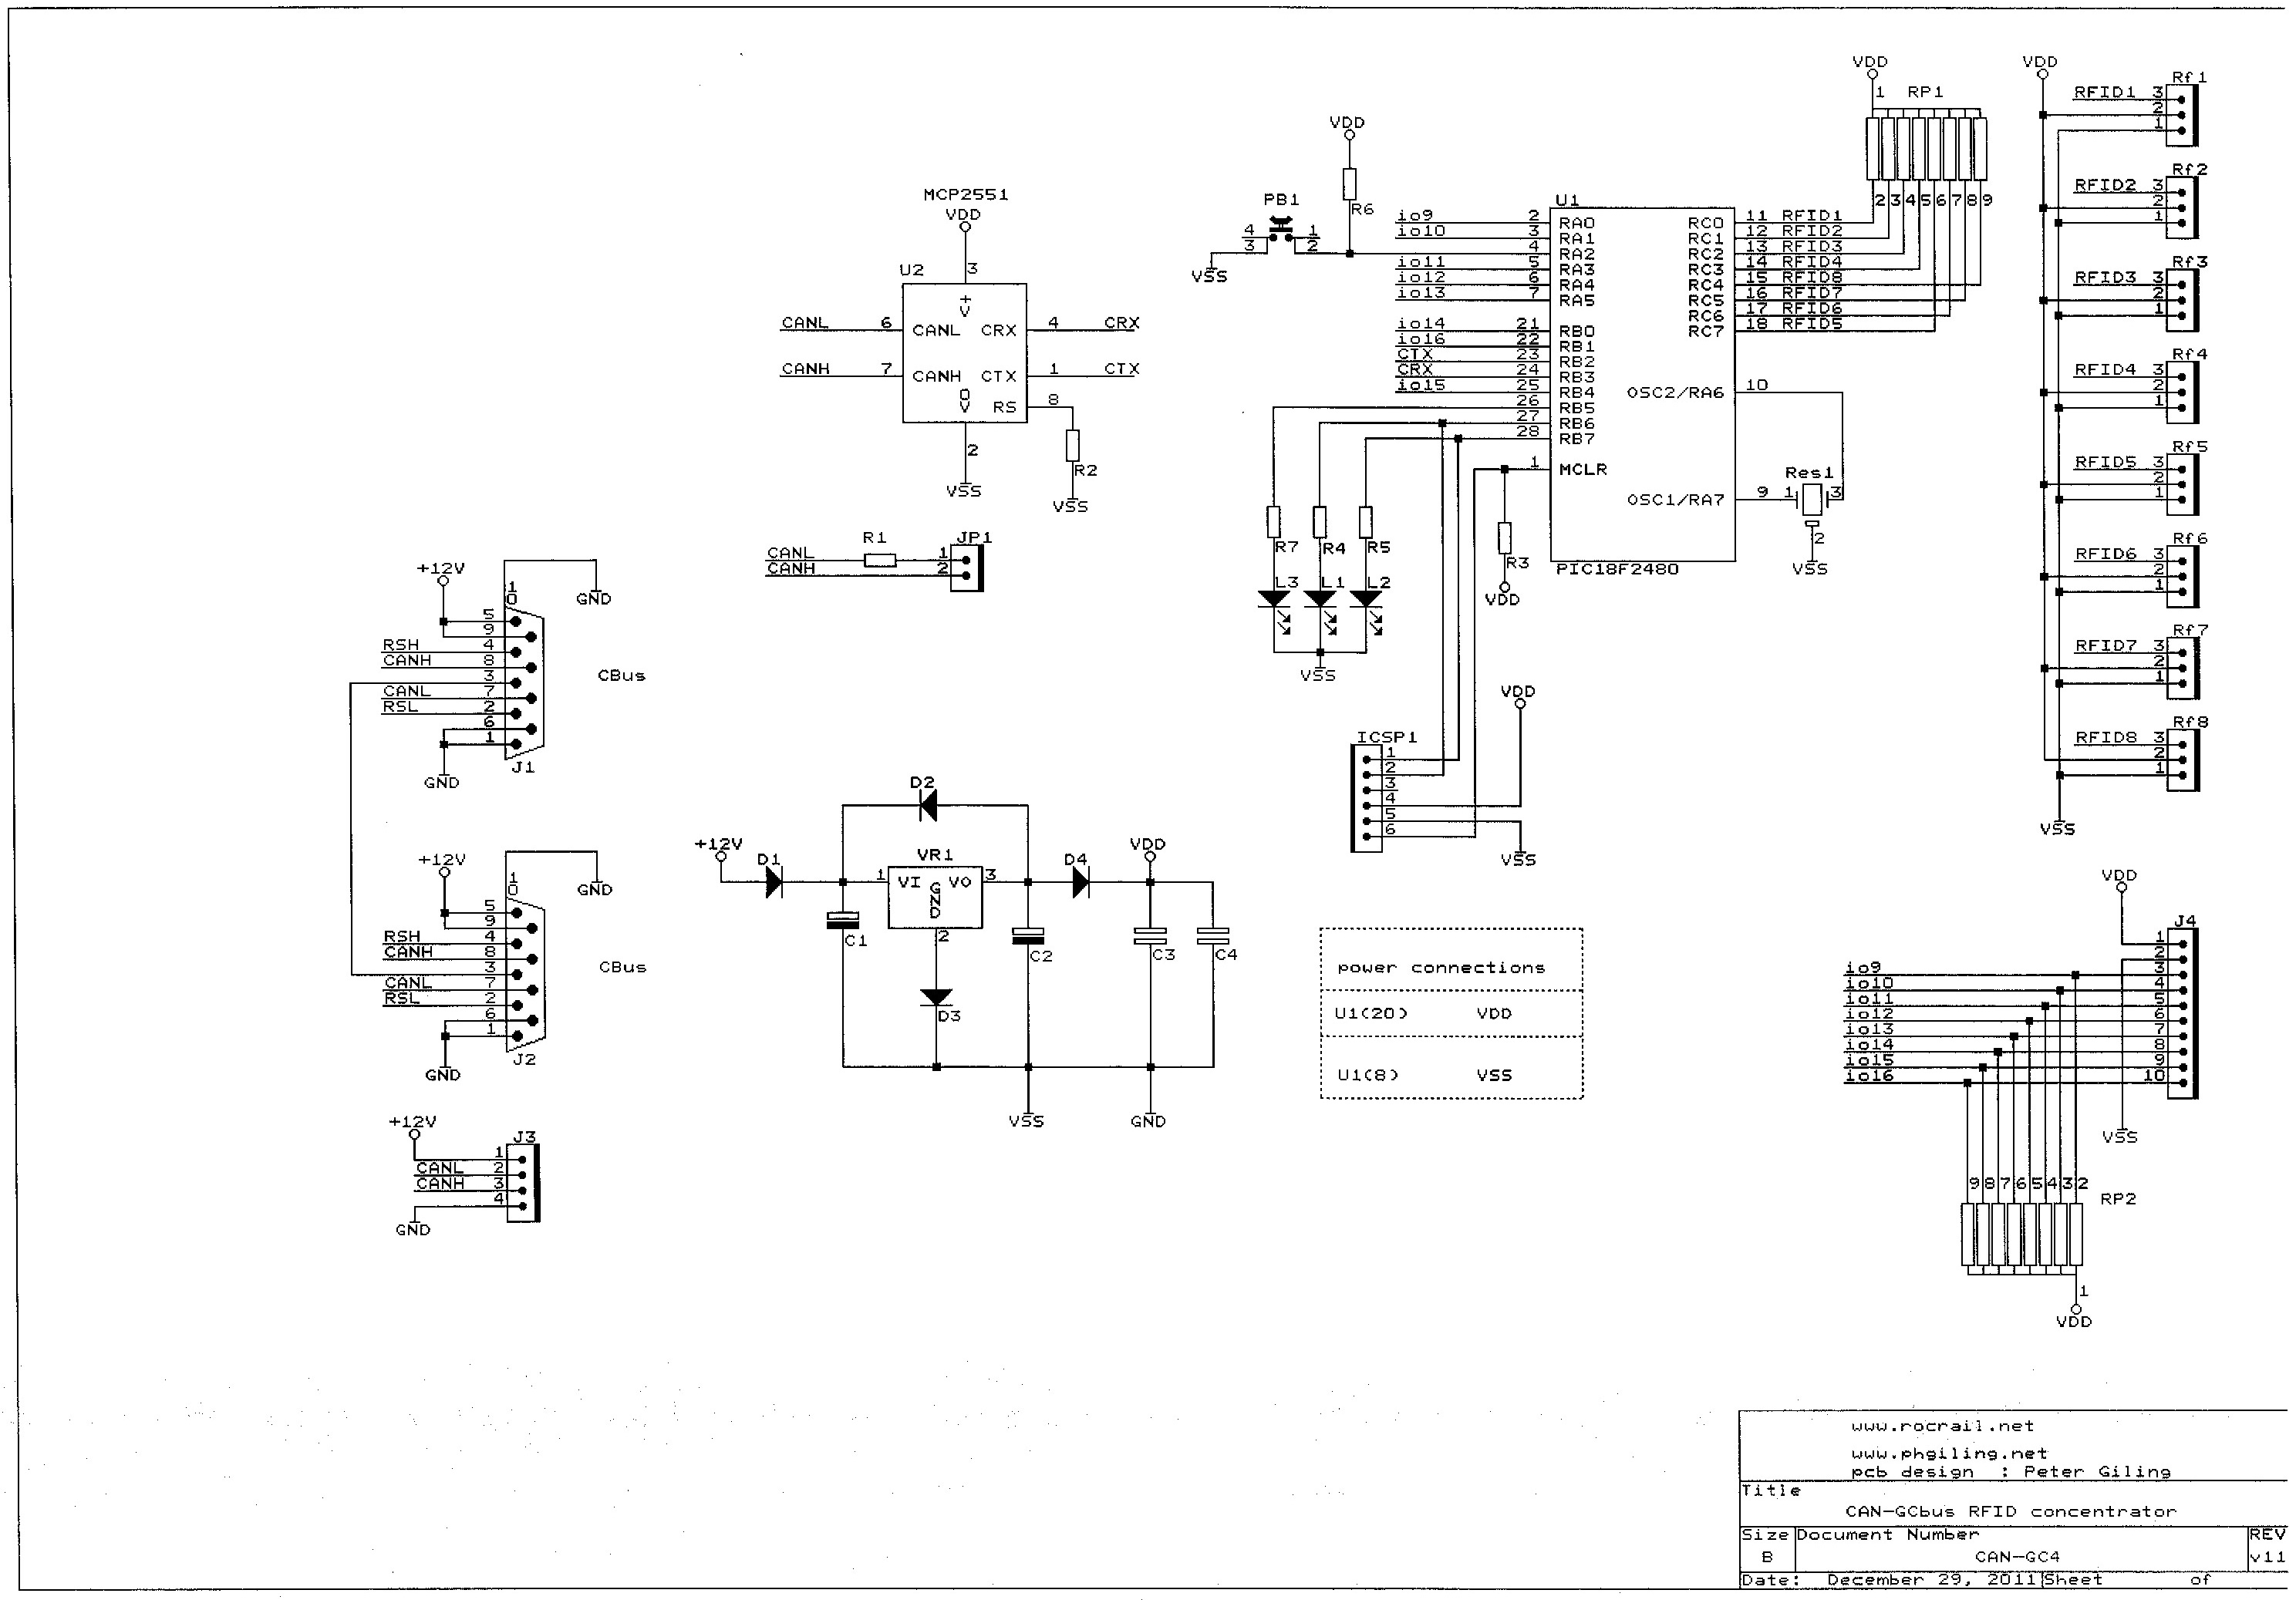 MCP2551
VDD
U2
3
+V
CANL 6 CANL CRX 4 CRX
CANH 7 CANH CTX 1 CTX
0V RS 8
2
R2
VSS
VSS
CANL R1 1 JP1
CANH 2
+12V
10
GND
5
9
RSH 4
CANH 8
3
CANL 7
RSL 2
6
1
GND
J1
CBus
+12V
10
GND
5
9
RSH 4
CANH 8
3
CANL 7
RSL 2
6
1
GND
J2
CBus
+12V
J3
1
CANL 2
CANH 3
4
GND
D2
+12V
D1
VR1
1 VI GND VO 3
2
D4
VDD
C1
C2
C3
C4
D3
VSS
GND
VDD
R6
PB1
4 1
3 2
VSS
U1
io9 2 RA0
io10 3 RA1
4 RA2
io11 5 RA3
io12 6 RA4
io13 7 RA5
io14 21 RB0
io16 22 RB1
CTX 23 RB2
CRX 24 RB3
io15 25 RB4
26 RB5
27 RB6
28 RB7
1 MCLR
RC0 11 RFID1
RC1 12 RFID2
RC2 13 RFID3
RC3 14 RFID4
RC4 15 RFID8
RC5 16 RFID7
RC6 17 RFID6
RC7 18 RFID5
OSC2/RA6 10
OSC1/RA7 9
Res1
1 3
2
VSS
PIC18F2480
VDD
1 RP1
2 3 4 5 6 7 8 9
R7 R4 R5
L3 L1 L2
VSS
R3
VDD
ICSP1
1
2
3
4
5
6
VDD
VSS
power connections
U1(20) VDD
U1(8) VSS
VDD
Rf1
RFID1 3
2
1
Rf2
RFID2 3
2
1
Rf3
RFID3 3
2
1
Rf4
RFID4 3
2
1
Rf5
RFID5 3
2
1
Rf6
RFID6 3
2
1
Rf7
RFID7 3
2
1
Rf8
RFID8 3
2
1
VSS
VDD
J4
1
2
io9 3
io10 4
io11 5
io12 6
io13 7
io14 8
io15 9
io16 10
VSS
9 8 7 6 5 4 3 2
RP2
1
VDD
www.rocrail.net
www.phgiling.net
pcb design : Peter Giling
Title
CAN-GCbus RFID concentrator
Size Document Number REV
B CAN-GC4 v11
Date: December 29, 2011 Sheet of